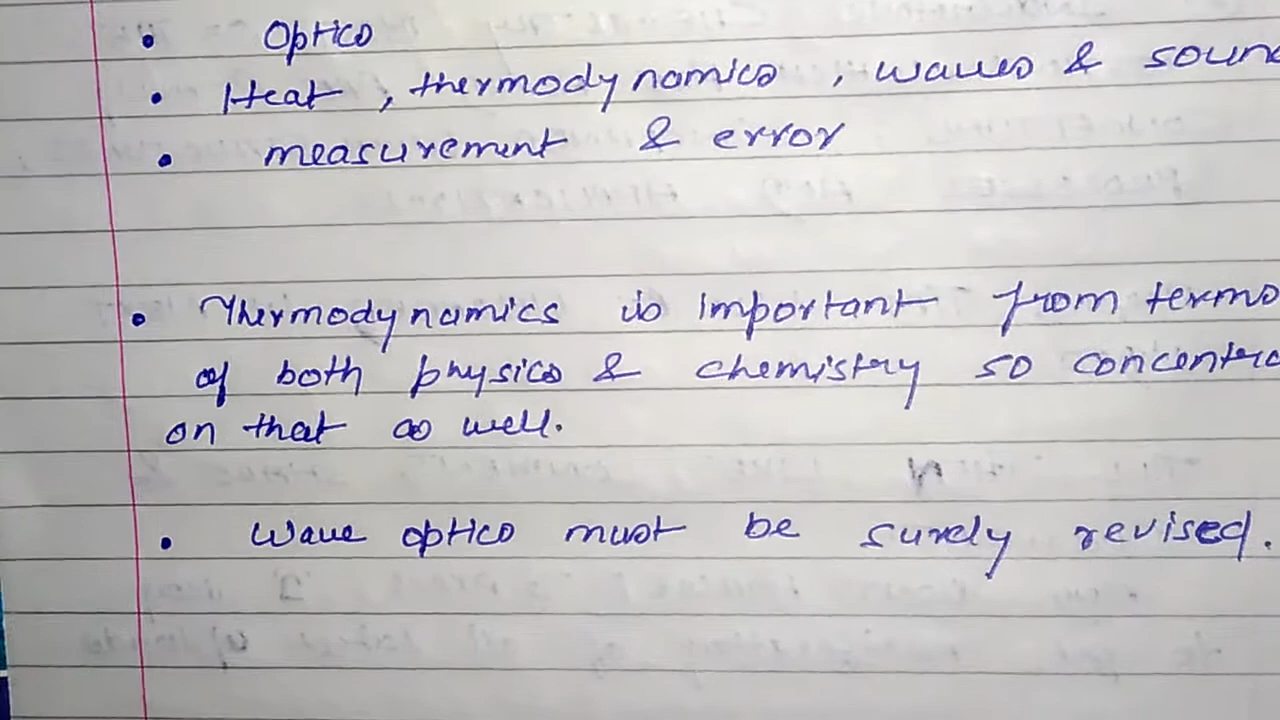 • Optics
• Heat, thermodynamics, waves & soun
• measurement & error
• Thermodynamics is important from terms
of both physics & chemistry so concentra
on that as well.
• Wave optics must be surely revised.